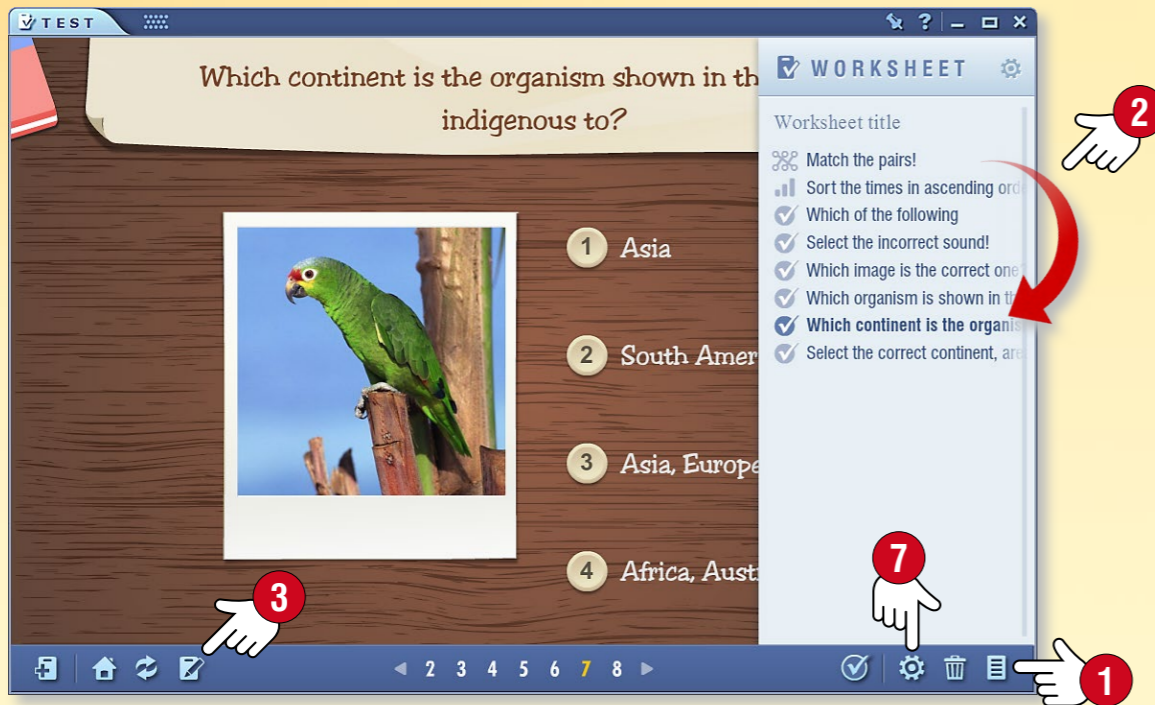 TEST
?
Which continent is the organism shown in th
indigenous to?
1 Asia
2 South Amer
3 Asia, Europe
4 Africa, Aust
WORKSHEET
Worksheet title
Match the pairs!
Sort the times in ascending ord
Which of the following
Select the incorrect sound!
Which image is the correct one
Which organism is shown in th
Which continent is the organis
Select the correct continent, are
2
3
7
1
2 3 4 5 6 7 8